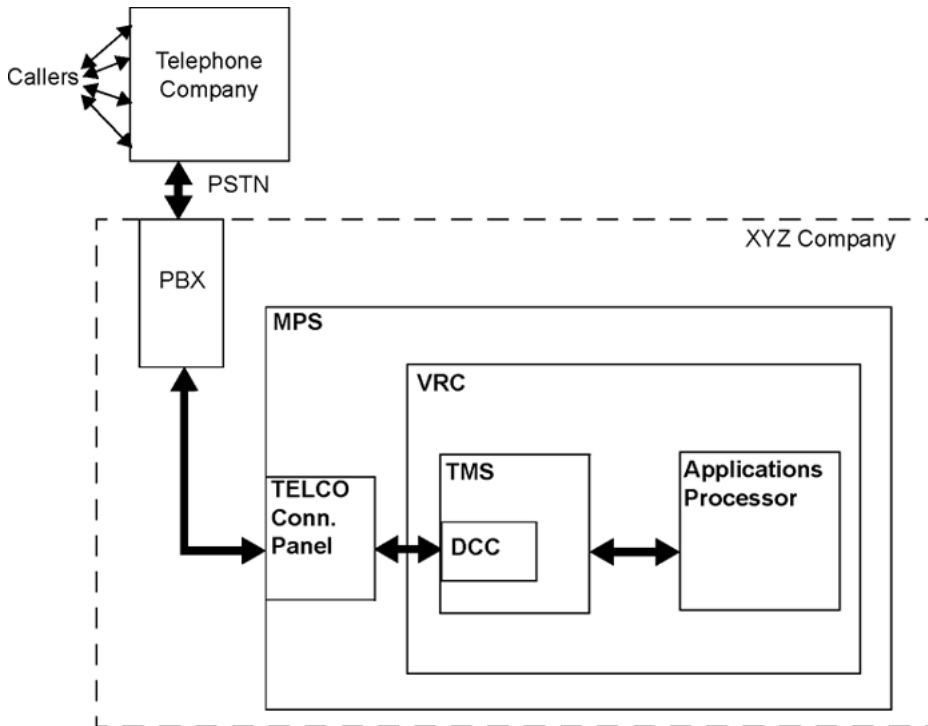 Telephone
Company
Callers
PSTN
XYZ Company
PBX
MPS
VRC
TMS
Applications
Processor
TELCO
Conn.
Panel
DCC